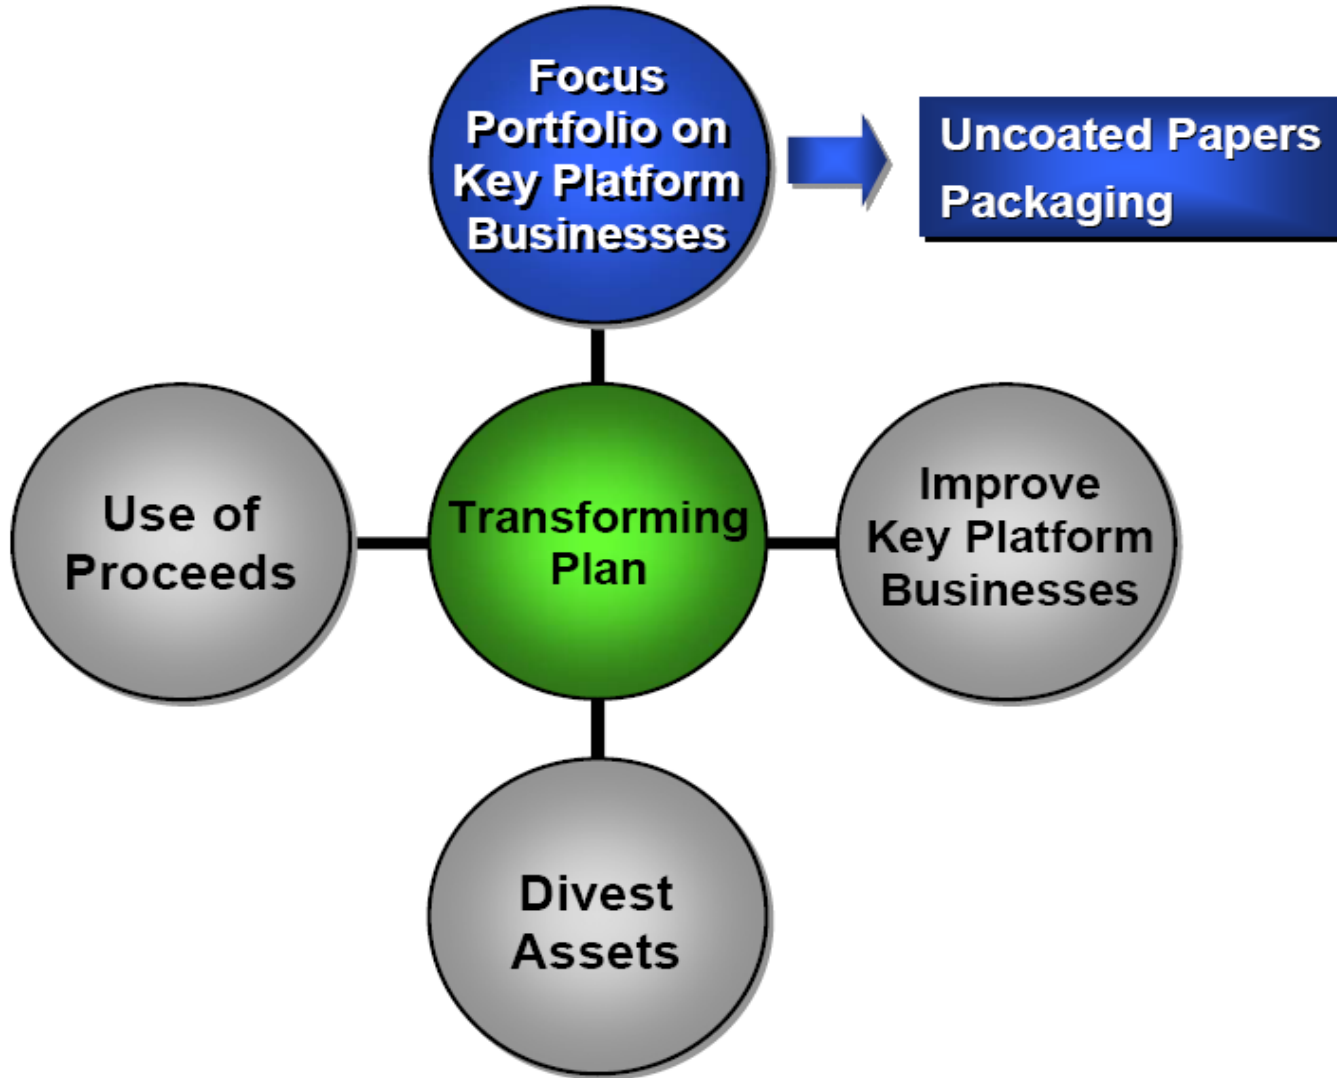 Focus
Portfolio on
Key Platform
Businesses
Uncoated Papers
Packaging
Use of
Proceeds
Transforming
Plan
Improve
Key Platform
Businesses
Divest
Assets